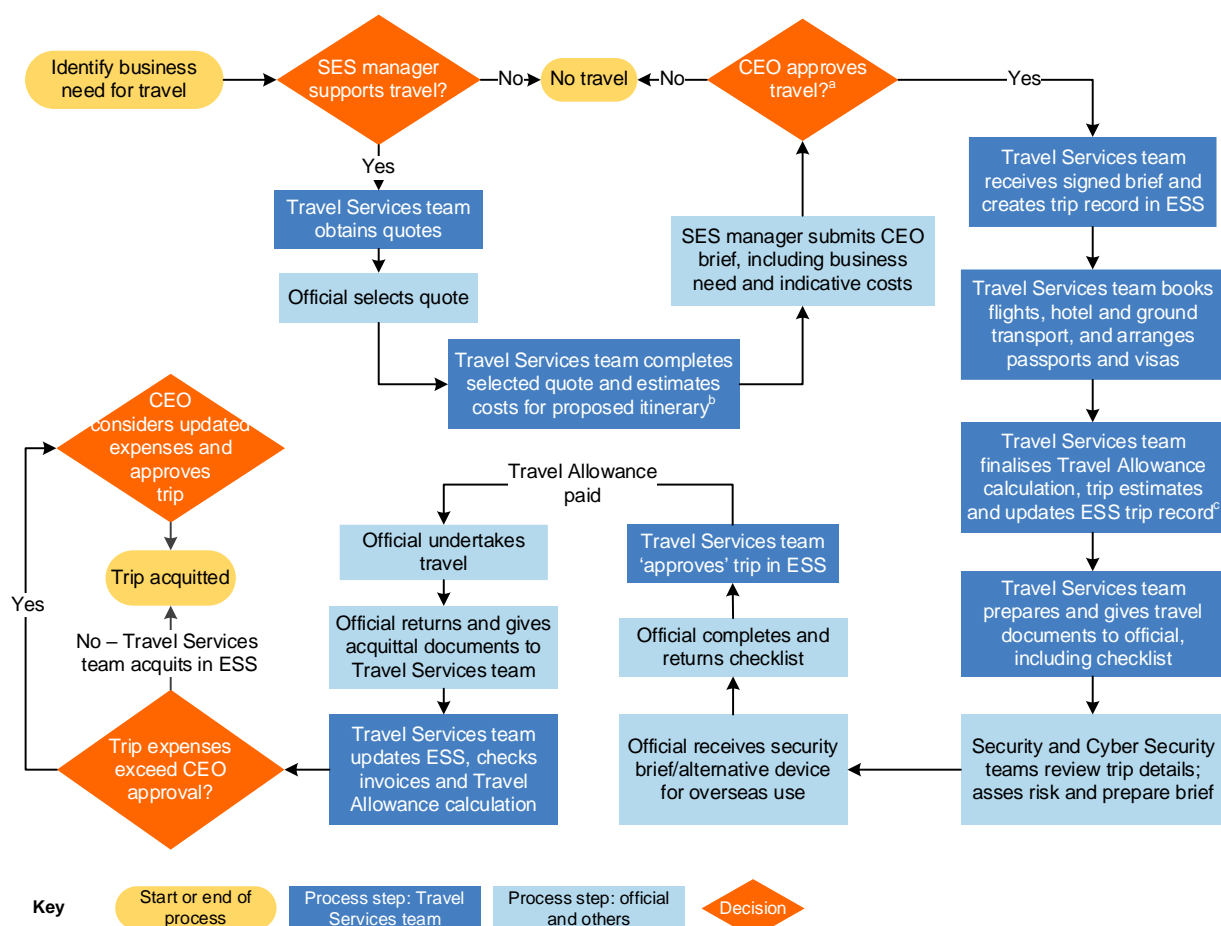 Identify business
need for travel
SES manager
supports travel?
No
No travel
No
CEO approves
travel?a
Yes
Yes
Travel Services team
obtains quotes
Official selects quote
Travel Services team completes
selected quote and estimates
costs for proposed itineraryb
SES manager submits CEO
brief, including business
need and indicative costs
Travel Services team
receives signed brief and
creates trip record in ESS
Travel Services team books
flights, hotel and ground
transport, and arranges
passports and visas
Travel Services team
finalises Travel Allowance
calculation, trip estimates
and updates ESS trip recordc
Travel Services team
prepares and gives travel
documents to official,
including checklist
Security and Cyber Security
teams review trip details;
asses risk and prepare brief
Official receives security
brief/alternative device
for overseas use
Official completes and
returns checklist
Travel Services team
‘approves’ trip in ESS
Travel Allowance
paid
Official undertakes
travel
Official returns and gives
acquittal documents to
Travel Services team
Travel Services team
updates ESS, checks
invoices and Travel
Allowance calculation
Trip expenses
exceed CEO
approval?
Yes
No – Travel Services
team acquits in ESS
CEO
considers updated
expenses and
approves
trip
Trip acquitted
Key
Start or end of
process
Process step: Travel
Services team
Process step: official
and others
Decision